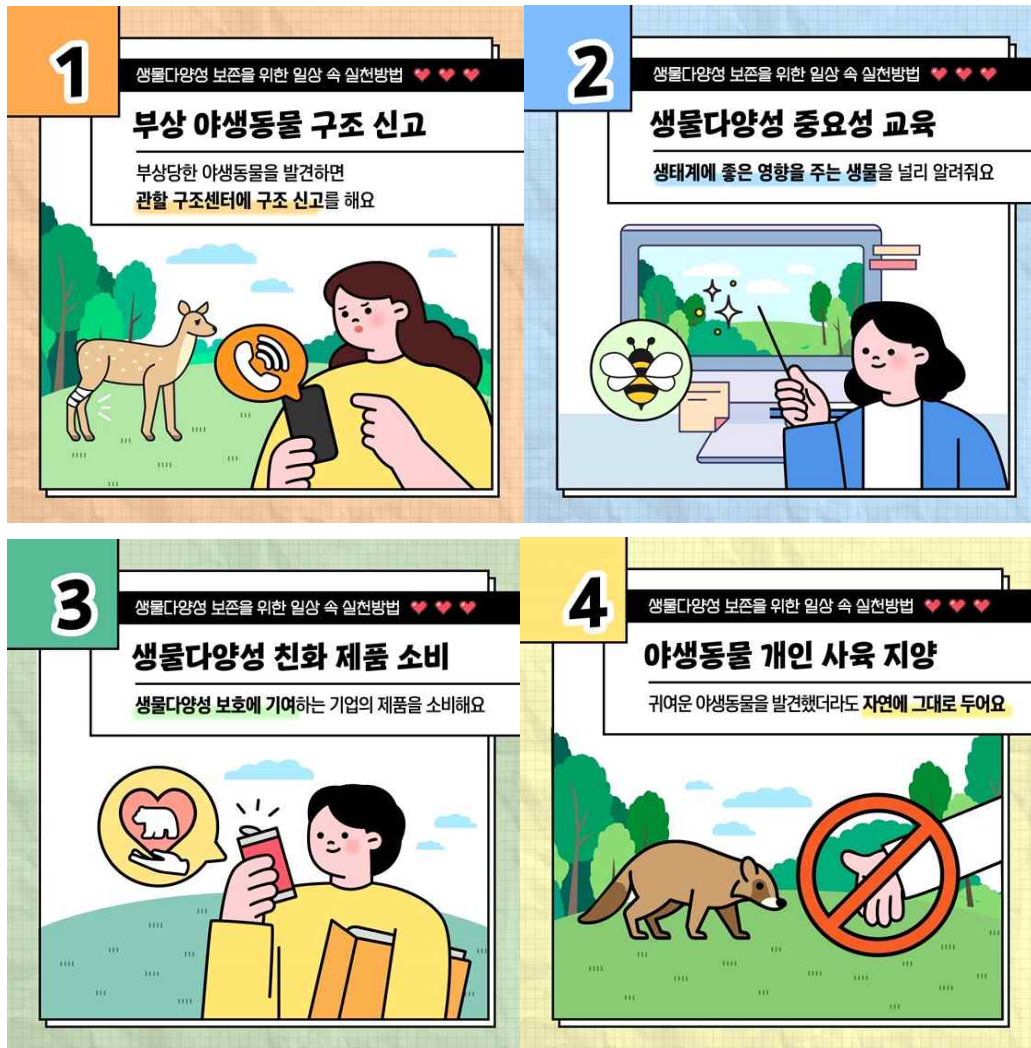 1
생물다양성 보존을 위한 일상 속 실천방법
부상 야생동물 구조 신고
부상당한 야생동물을 발견하면
관할 구조센터에 구조 신고를 해요
2
생물다양성 보존을 위한 일상 속 실천방법
생물다양성 중요성 교육
생태계에 좋은 영향을 주는 생물을 널리 알려줘요
3
생물다양성 보존을 위한 일상 속 실천방법
생물다양성 친화 제품 소비
생물다양성 보호에 기여하는 기업의 제품을 소비해요
4
생물다양성 보존을 위한 일상 속 실천방법
야생동물 개인 사육 지양
귀여운 야생동물을 발견했더라도 자연에 그대로 두어요